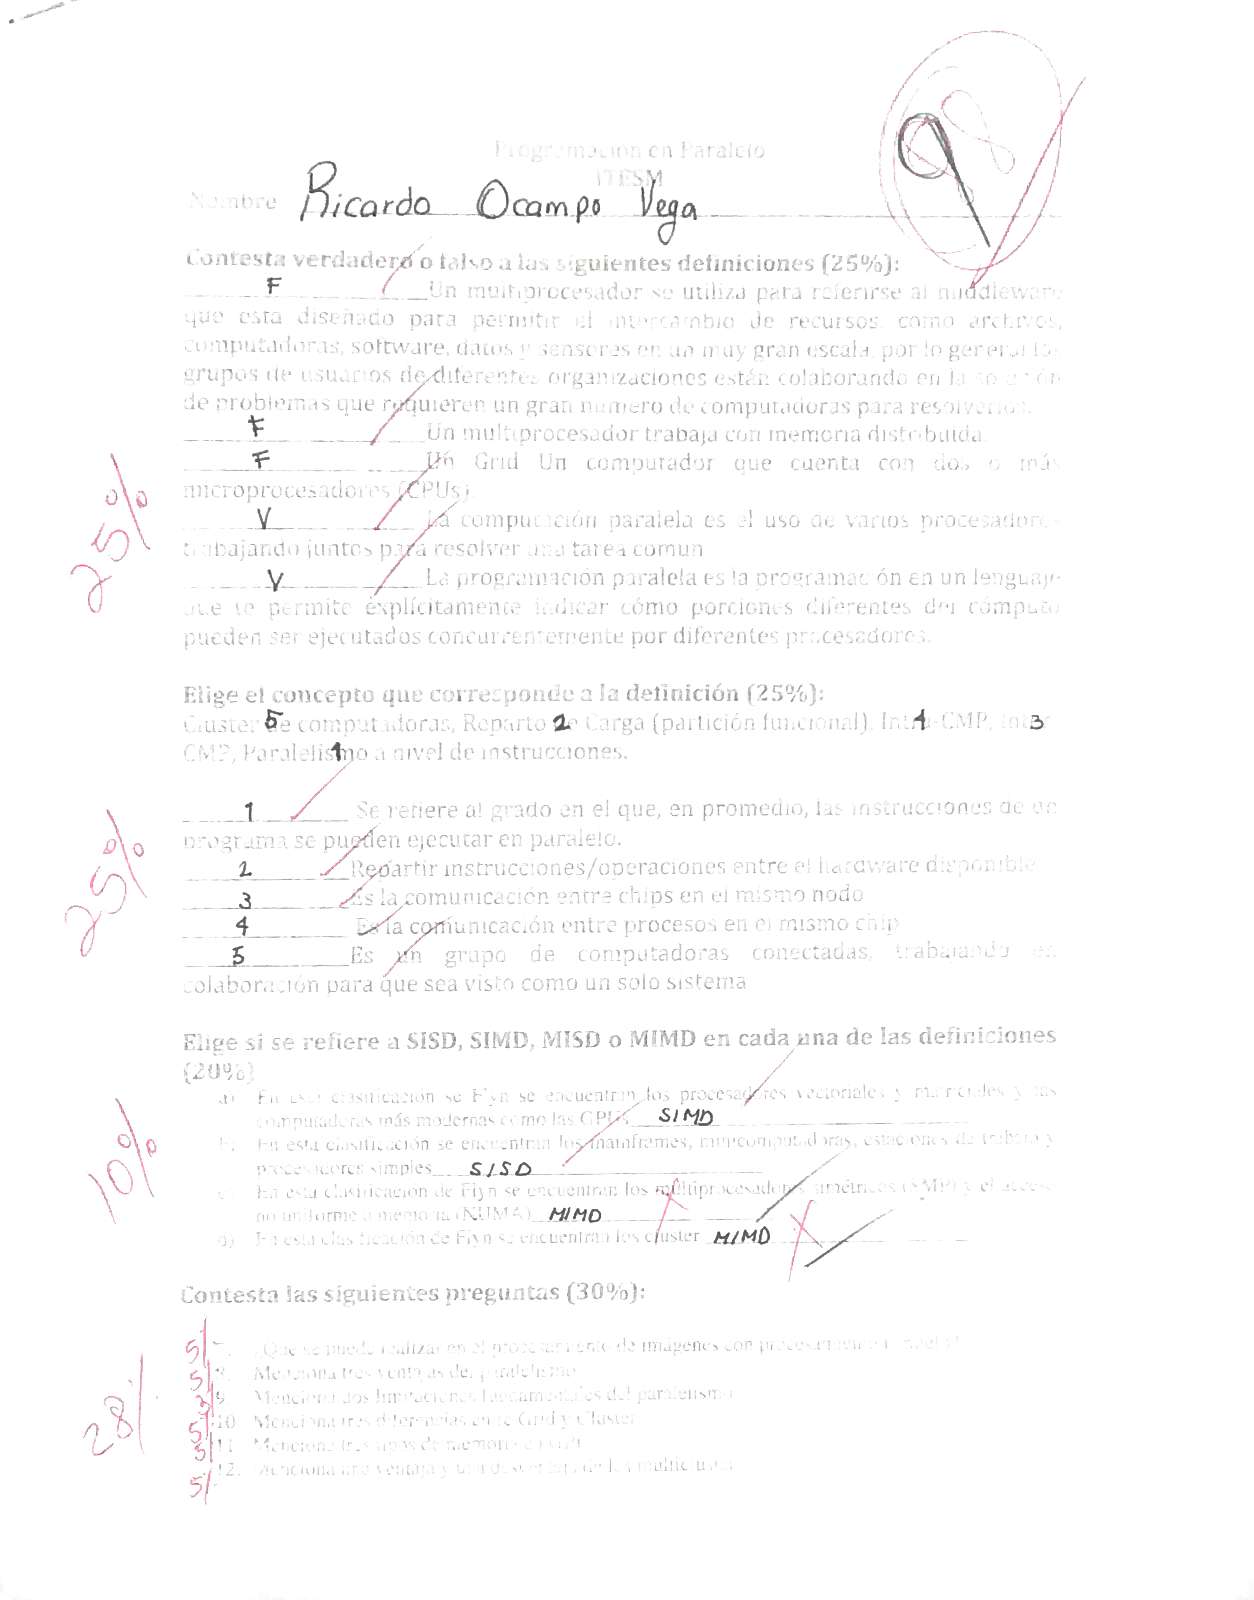 Programación en Paralelo
ITESM
Nombre Ricardo Ocampo Vega
98
Contesta verdadero o falso a las siguientes definiciones (25%):
F Un multiprocesador se utiliza para referirse al middleware
que esta diseñado para permitir el intercambio de recursos, como archivos,
computadoras, software, datos y sensores en un muy gran escala, por lo general los
grupos de usuarios de diferentes organizaciones están colaborando en la solución
de problemas que requieren un gran numero de computadoras para resolverlos.
F Un multiprocesador trabaja con memoria distribuida.
F Un Grid Un computador que cuenta con dos o más
microprocesadores (CPUs).
V La computación paralela es el uso de varios procesadores
trabajando juntos para resolver una tarea común
V La programación paralela es la programación en un lenguaje
que te permite explícitamente indicar cómo porciones diferentes del cómputo
pueden ser ejecutados concurrentemente por diferentes procesadores.
25%
Elige el concepto que corresponde a la definición (25%):
Cluster 5 de computadoras, Reparto 2 de Carga (partición funcional), Intra-CMP, 4 Inter 3
CMP, Paralelismo 1 a nivel de instrucciones.
1 Se refiere al grado en el que, en promedio, las instrucciones de un
programa se pueden ejecutar en paralelo.
2 Repartir instrucciones/operaciones entre el hardware disponible
3 Es la comunicación entre chips en el mismo nodo
4 Es la comunicación entre procesos en el mismo chip
5 Es un grupo de computadoras conectadas, trabajando en
colaboración para que sea visto como un solo sistema
25%
Elige si se refiere a SISD, SIMD, MISD o MIMD en cada una de las definiciones
(20%)
a) En esta clasificación se Flyn se encuentran los procesadores vectoriales y matriciales y las
computadoras más modernas como las GPU SIMD
b. En esta clasificación se encuentran los mainframes, minicomputadoras, estaciones de trabajo y
procesadores simples SISD
c) En esta clasificación de Flyn se encuentran los multiprocesadores simétricos (SMP) y el acceso
no uniforme a memoria (NUMA) MIMD
d) En esta clasificación de Flyn se encuentran los cluster MIMD
10%
Contesta las siguientes preguntas (30%):
5 7. ¿Que se puede realizar en el procesamiento de imágenes con procesamiento paralelo?
5 8. Menciona tres ventajas del paralelismo
3 9. Menciona dos limitaciones fundamentales del paralelismo
5 10. Menciona tres diferencias entre Grid y Cluster
5 11. Menciona tres tipos de memoria
5 12. Menciona una ventaja y una desventaja de los
28%